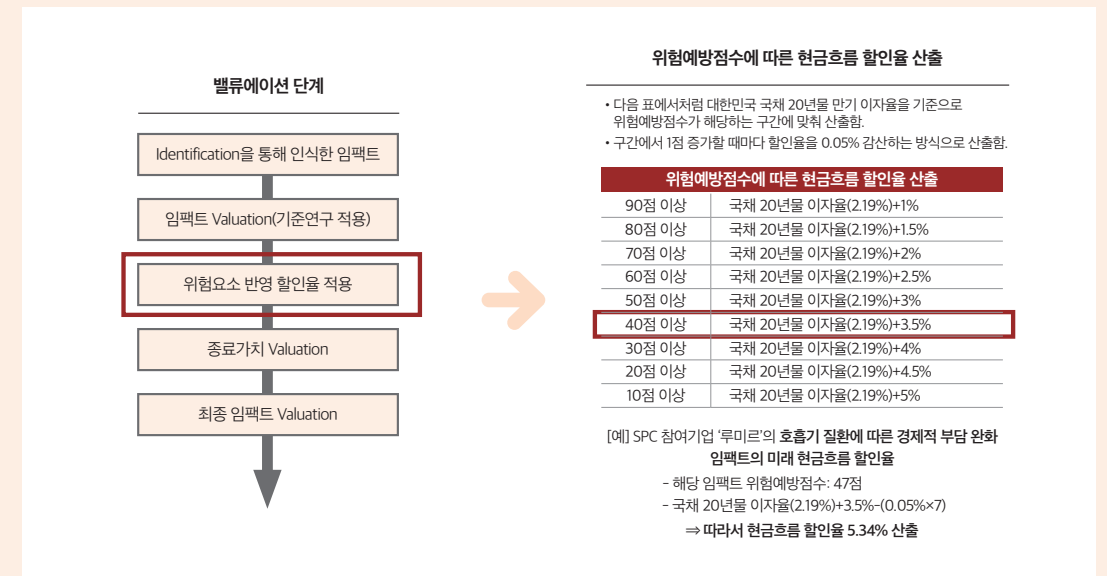 밸류에이션 단계
Identification을 통해 인식한 임팩트
임팩트 Valuation(기준연구 적용)
위험요소 반영 할인율 적용
종료가치 Valuation
최종 임팩트 Valuation
위험예방점수에 따른 현금흐름 할인율 산출
• 다음 표에서처럼 대한민국 국채 20년물 만기 이자율을 기준으로
위험예방점수가 해당하는 구간에 맞춰 산출함.
• 구간에서 1점 증가할 때마다 할인율을 0.05% 감산하는 방식으로 산출함.
위험예방점수에 따른 현금흐름 할인율 산출
90점 이상 국채 20년물 이자율(2.19%)+1%
80점 이상 국채 20년물 이자율(2.19%)+1.5%
70점 이상 국채 20년물 이자율(2.19%)+2%
60점 이상 국채 20년물 이자율(2.19%)+2.5%
50점 이상 국채 20년물 이자율(2.19%)+3%
40점 이상 국채 20년물 이자율(2.19%)+3.5%
30점 이상 국채 20년물 이자율(2.19%)+4%
20점 이상 국채 20년물 이자율(2.19%)+4.5%
10점 이상 국채 20년물 이자율(2.19%)+5%
[예] SPC 참여기업 ‘루미르’의 호흡기 질환에 따른 경제적 부담 완화
임팩트의 미래 현금흐름 할인율
- 해당 임팩트 위험예방점수: 47점
- 국채 20년물 이자율(2.19%)+3.5%-(0.05%×7)
⇒ 따라서 현금흐름 할인율 5.34% 산출